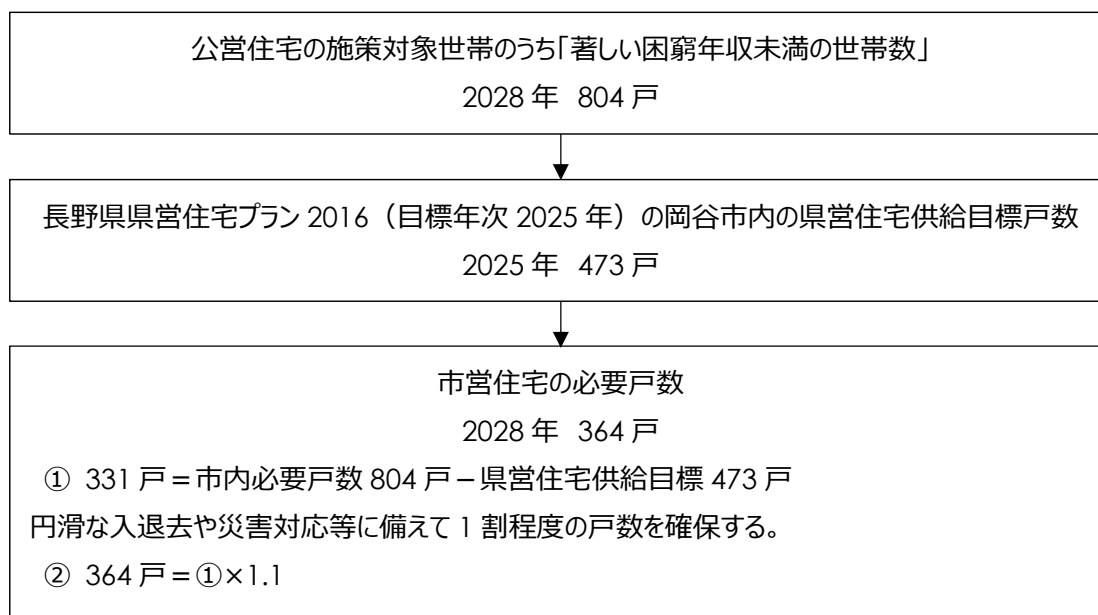 公営住宅の施策対象世帯のうち「著しい困窮年収未満の世帯数」
2028 年 804 戸
長野県県営住宅プラン 2016（目標年次 2025 年）の岡谷市内の県営住宅供給目標戸数
2025 年 473 戸
市営住宅の必要戸数
2028 年 364 戸
① 331 戸＝市内必要戸数 804 戸－県営住宅供給目標 473 戸
円滑な入退去や災害対応等に備えて 1 割程度の戸数を確保する。
② 364 戸＝①×1.1